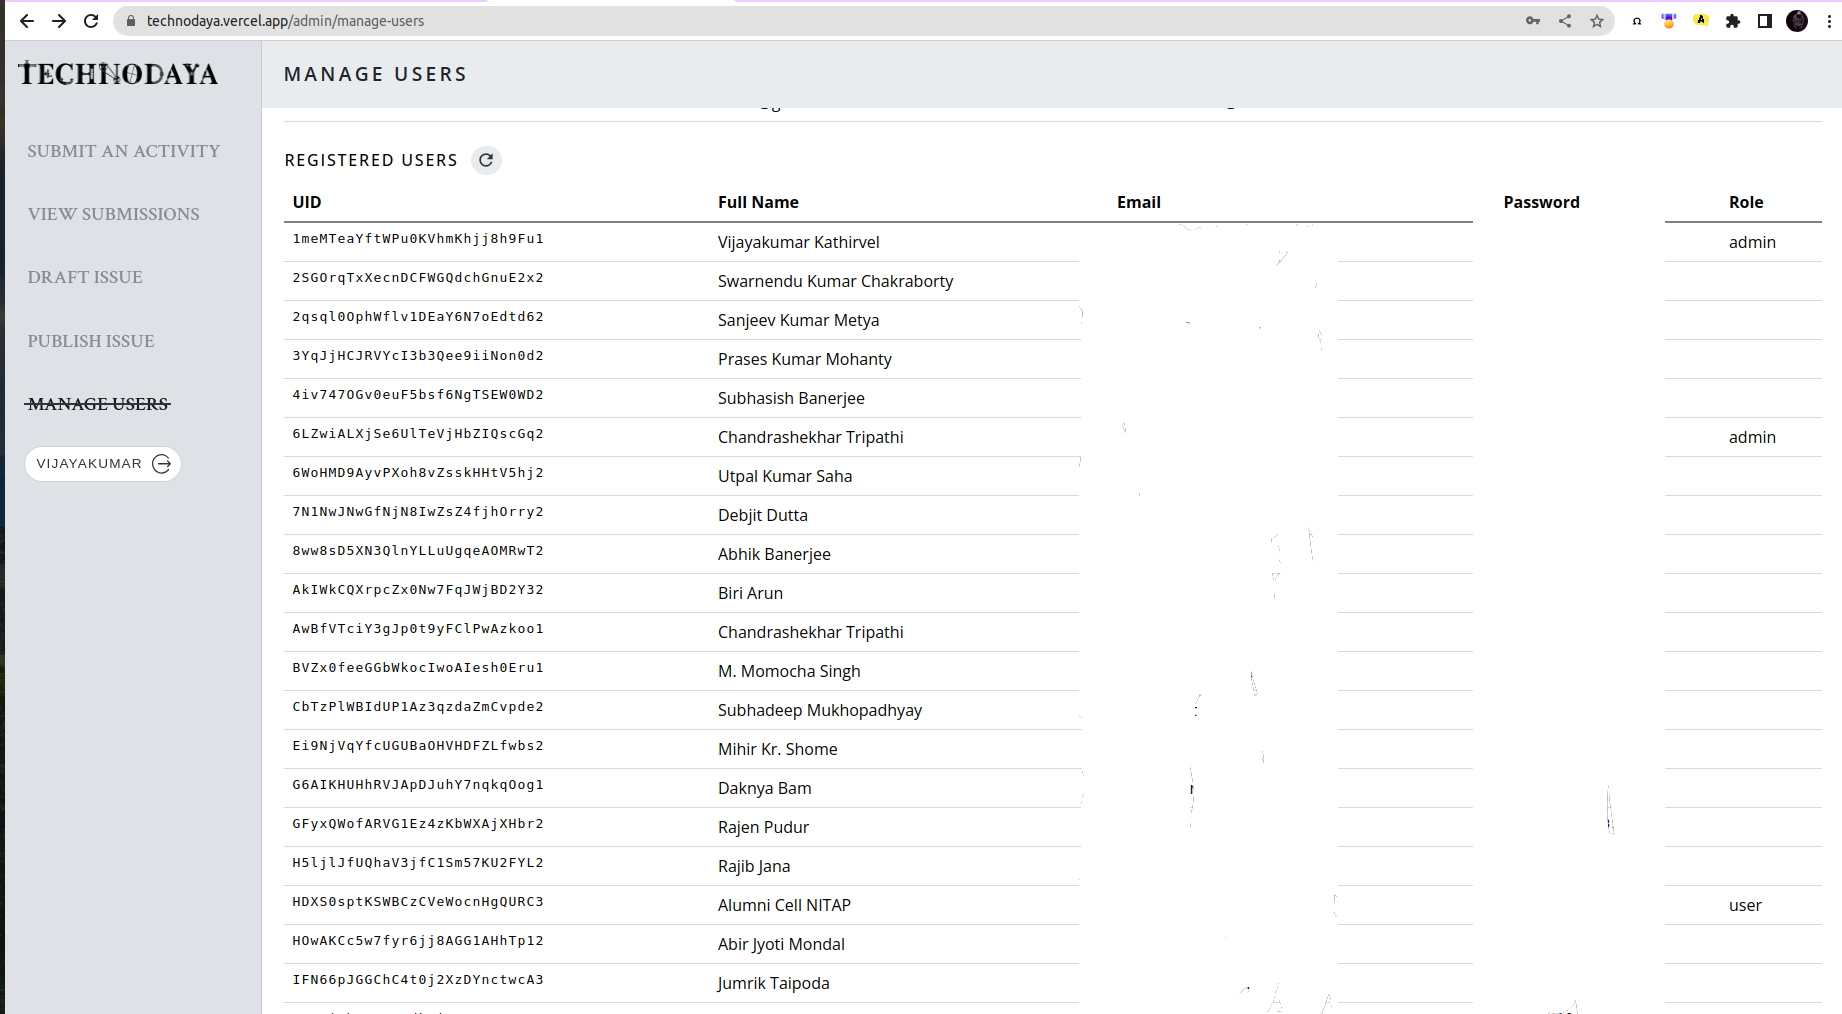 technodaya.vercel.app/admin/manage-users
TECHNODAYA
MANAGE USERS
SUBMIT AN ACTIVITY
VIEW SUBMISSIONS
DRAFT ISSUE
PUBLISH ISSUE
MANAGE USERS
VIJAYAKUMAR
REGISTERED USERS
UID Full Name Email Password Role
1meMTeaYftWPu0KVhmKhjj8h9Fu1 Vijayakumar Kathirvel admin
2SGOrqTxXecnDCFWGQdchGnuE2x2 Swarnendu Kumar Chakraborty
2qsql0OphWflv1DEaY6N7oEdtd62 Sanjeev Kumar Metya
3YqJjHCJRVYcI3b3Qee9iiNon0d2 Prases Kumar Mohanty
4iv747OGv0euF5bsf6NgTSEW0WD2 Subhasish Banerjee
6LZwiALXjSe6UlTeVjHbZIQscGq2 Chandrashekhar Tripathi admin
6WoHMD9AyvPXoh8vZsskHHtV5hj2 Utpal Kumar Saha
7N1NwJNwGfNjN8IwZsZ4fjhOrry2 Debjit Dutta
8ww8sD5XN3QlnYLLuUgqeAOMRwT2 Abhik Banerjee
AkIWkCQXrpcZx0Nw7FqJWjBD2Y32 Biri Arun
AwBfVTciY3gJp0t9yFClPwAzkoo1 Chandrashekhar Tripathi
BVZx0feeGGbWkocIwoAIesh0Eru1 M. Momocha Singh
CbTzPlWBIdUP1Az3qzdaZmCvpde2 Subhadeep Mukhopadhyay
Ei9NjVqYfcUGUBaOHVHDFZLfwbs2 Mihir Kr. Shome
G6AIKHUHhRVJApDJuhY7nqkqOog1 Daknya Bam
GFyxQWofARVG1Ez4zKbWXAjXHbr2 Rajen Pudur
H5ljlJfUQhaV3jfC1Sm57KU2FYL2 Rajib Jana
HDXS0sptKSWBCzCVeWocnHgQURC3 Alumni Cell NITAP user
HOwAKCc5w7fyr6jj8AGG1AHhTp12 Abir Jyoti Mondal
IFN66pJGGChC4t0j2XzDYnctwcA3 Jumrik Taipoda